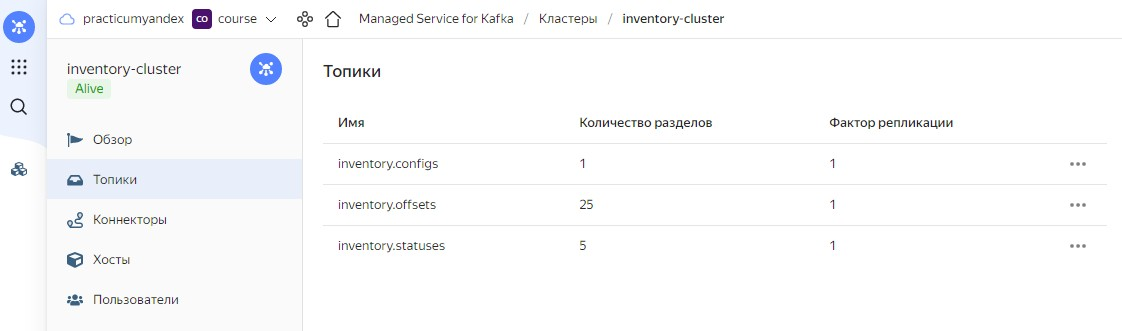 practicumyandex CO course Managed Service for Kafka / Кластеры / inventory-cluster
inventory-cluster
Alive
Обзор
Топики
Коннекторы
Хосты
Пользователи
Топики
Имя Количество разделов Фактор репликации
inventory.configs 1 1
inventory.offsets 25 1
inventory.statuses 5 1